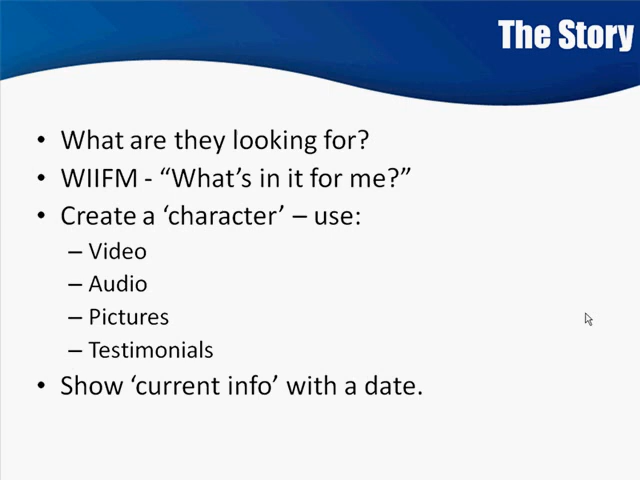 The Story
• What are they looking for?
• WIIFM - “What’s in it for me?”
• Create a ‘character’ – use:
– Video
– Audio
– Pictures
– Testimonials
• Show ‘current info’ with a date.